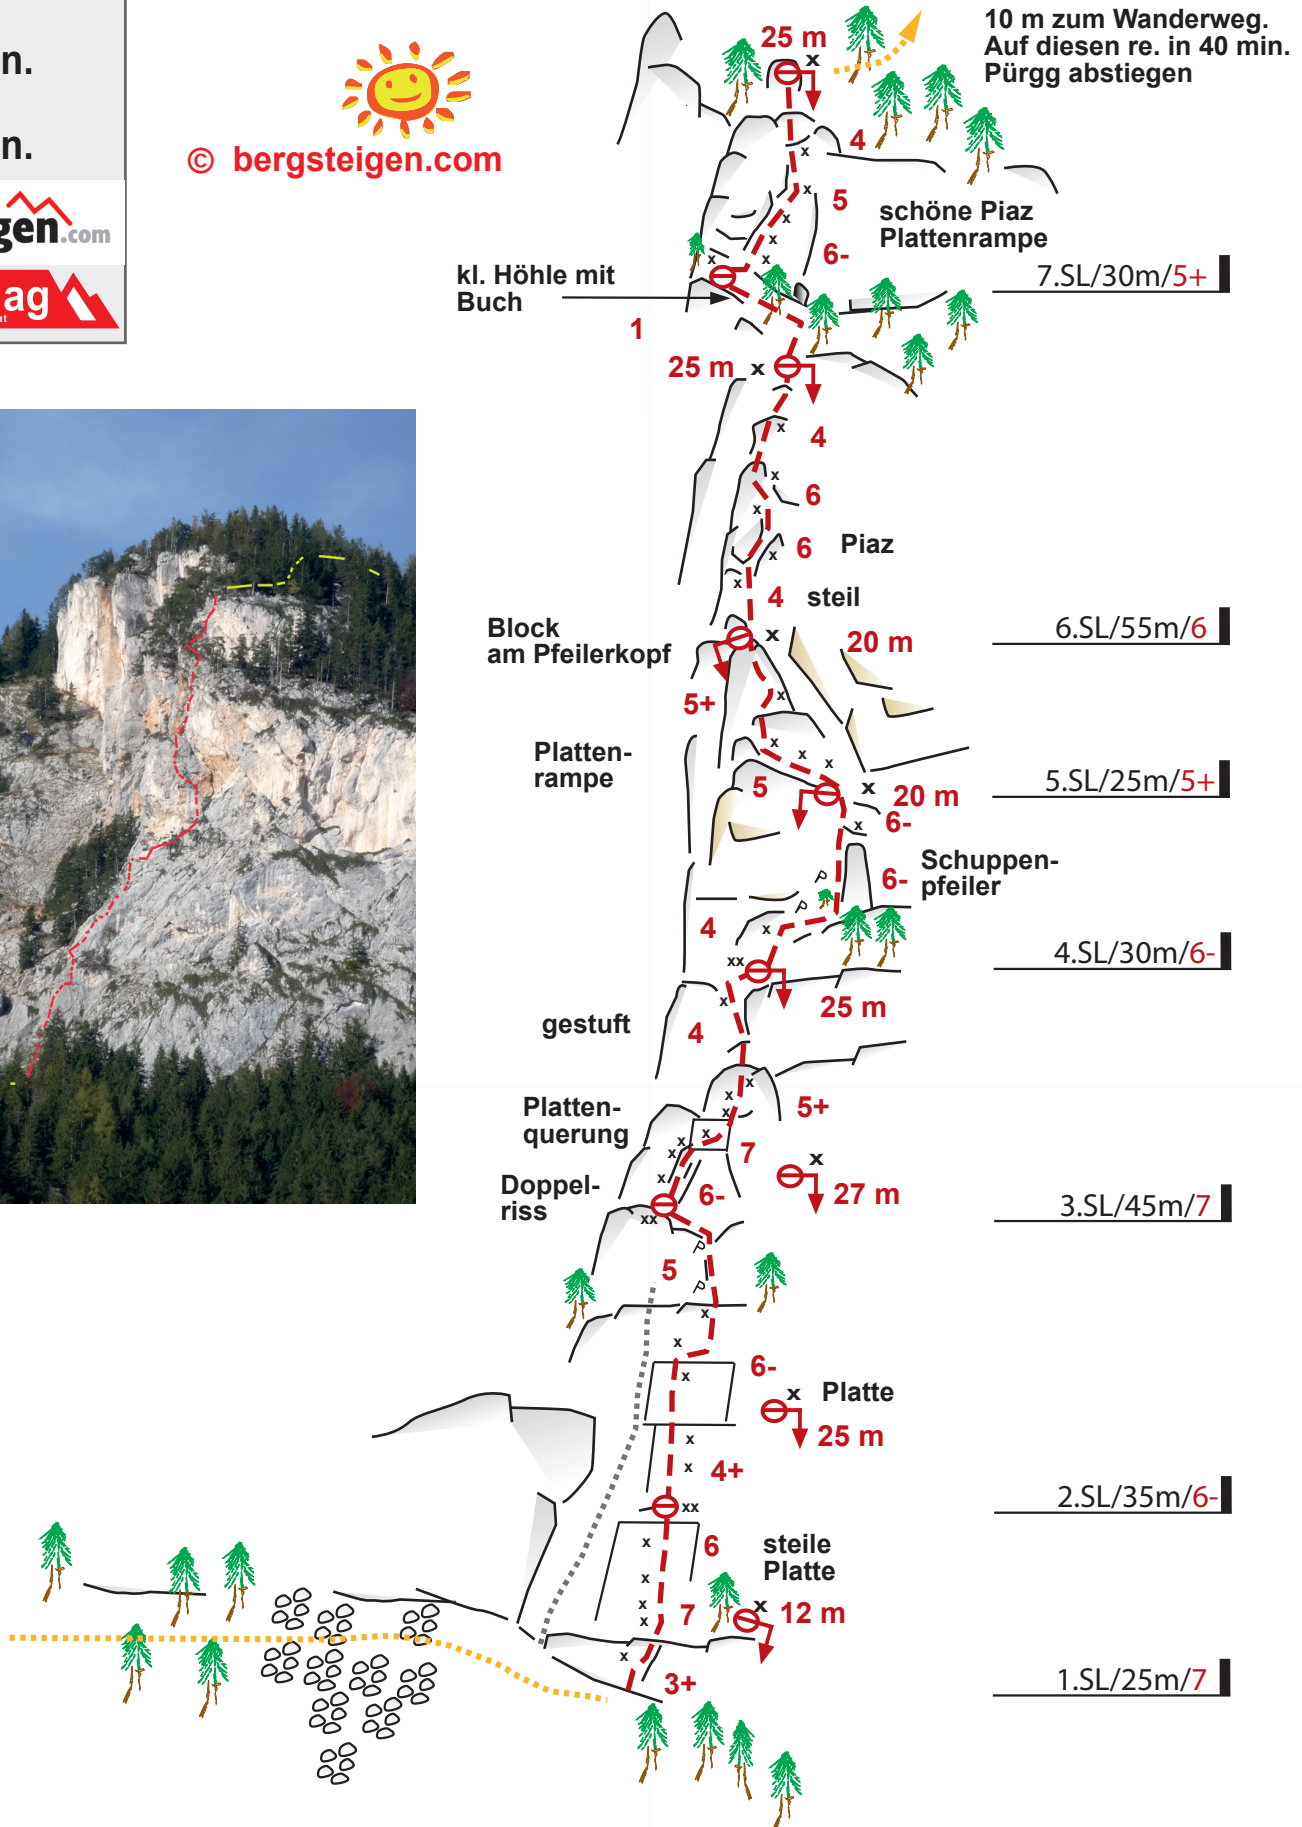 n.
n.
gen.com
ag
© bergsteigen.com
10 m zum Wanderweg.
Auf diesen re. in 40 min.
Pürgg abstiegen
25 m
x
4
x
5
x
schöne Piaz
Plattenrampe
x
x
6-
x
kl. Höhle mit
Buch
7.SL/30m/5+
1
25 m x
x
4
x
6
x
6
x
Piaz
x
4
steil
Block
am Pfeilerkopf
x
20 m
6.SL/55m/6
5+
x
Platten-
rampe
x
x
x
5
x
20 m
5.SL/25m/5+
x
6-
Schuppen-
pfeiler
P
6-
P
4
x
xx
4.SL/30m/6-
x
25 m
gestuft
4
x
x
x
5+
Platten-
querung
x
x
x
7
x
Doppel-
riss
x
6-
27 m
xx
3.SL/45m/7
P
5
P
x
x
6-
x
x
Platte
25 m
x
x
4+
xx
2.SL/35m/6-
x
6
steile
Platte
x
x
x
7
x
12 m
x
3+
1.SL/25m/7